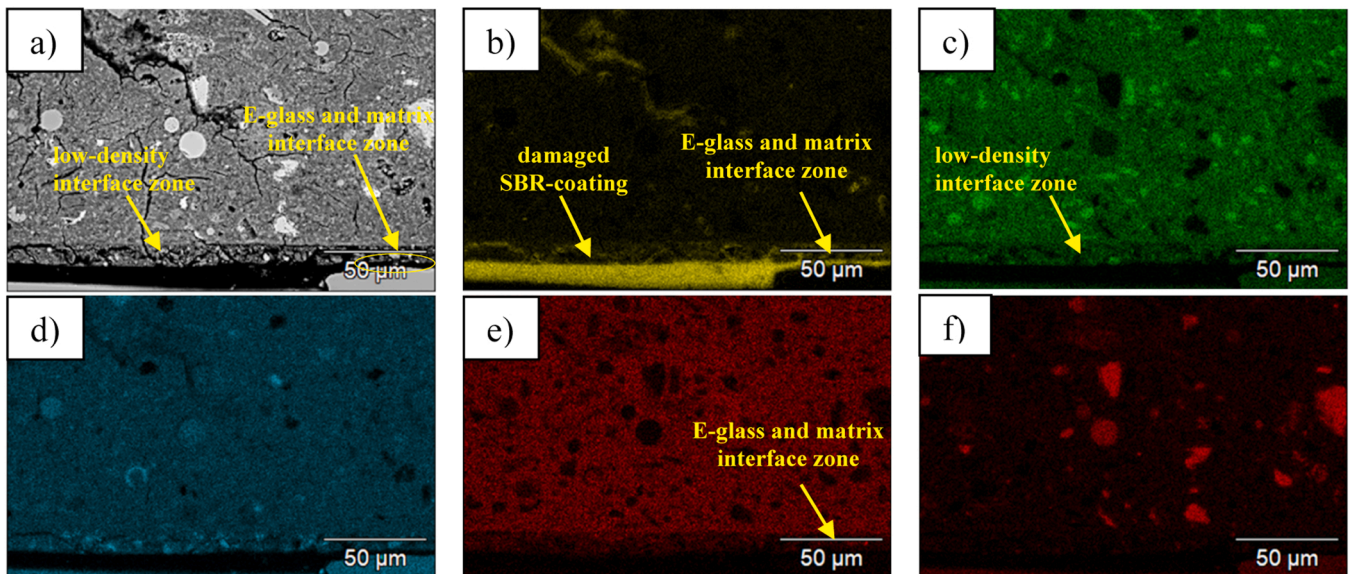 a)
E-glass and matrix
interface zone
low-density
interface zone
50 µm
b)
damaged
SBR-coating
E-glass and matrix
interface zone
50 µm
c)
low-density
interface zone
50 µm
d)
50 µm
e)
E-glass and matrix
interface zone
50 µm
f)
50 µm